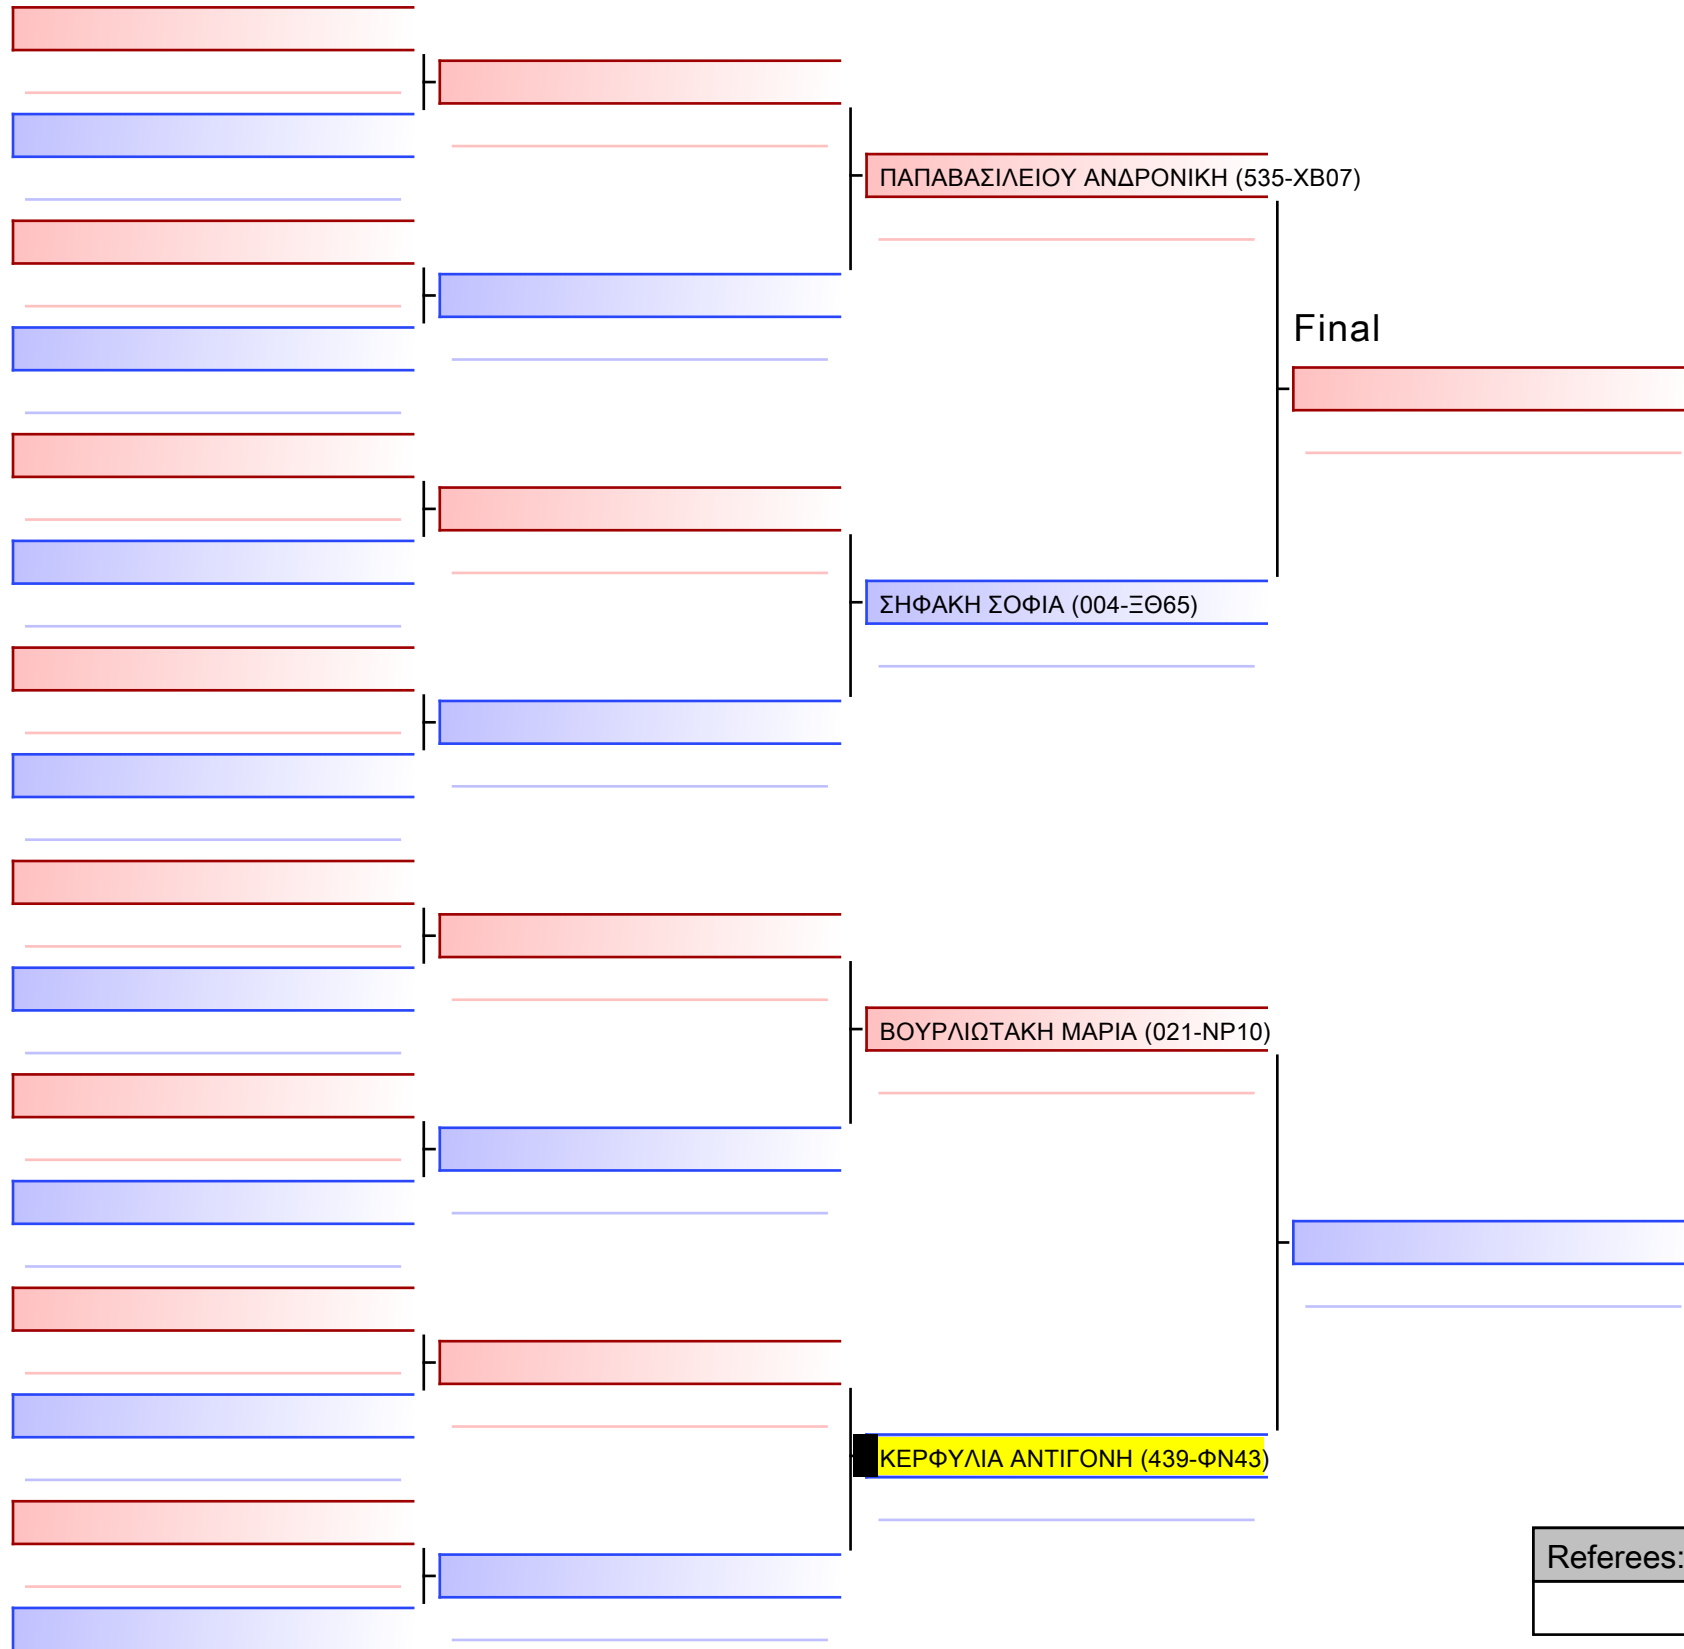 ΠΑΠΑΒΑΣΙΛΕΙΟΥ ΑΝΔΡΟΝΙΚΗ (535-ΧΒ07)
Final
ΣΗΦΑΚΗ ΣΟΦΙΑ (004-ΞΘ65)
ΒΟΥΡΛΙΩΤΑΚΗ ΜΑΡΙΑ (021-ΝΡ10)
ΚΕΡΦΥΛΙΑ ΑΝΤΙΓΟΝΗ (439-ΦΝ43)
Referees: